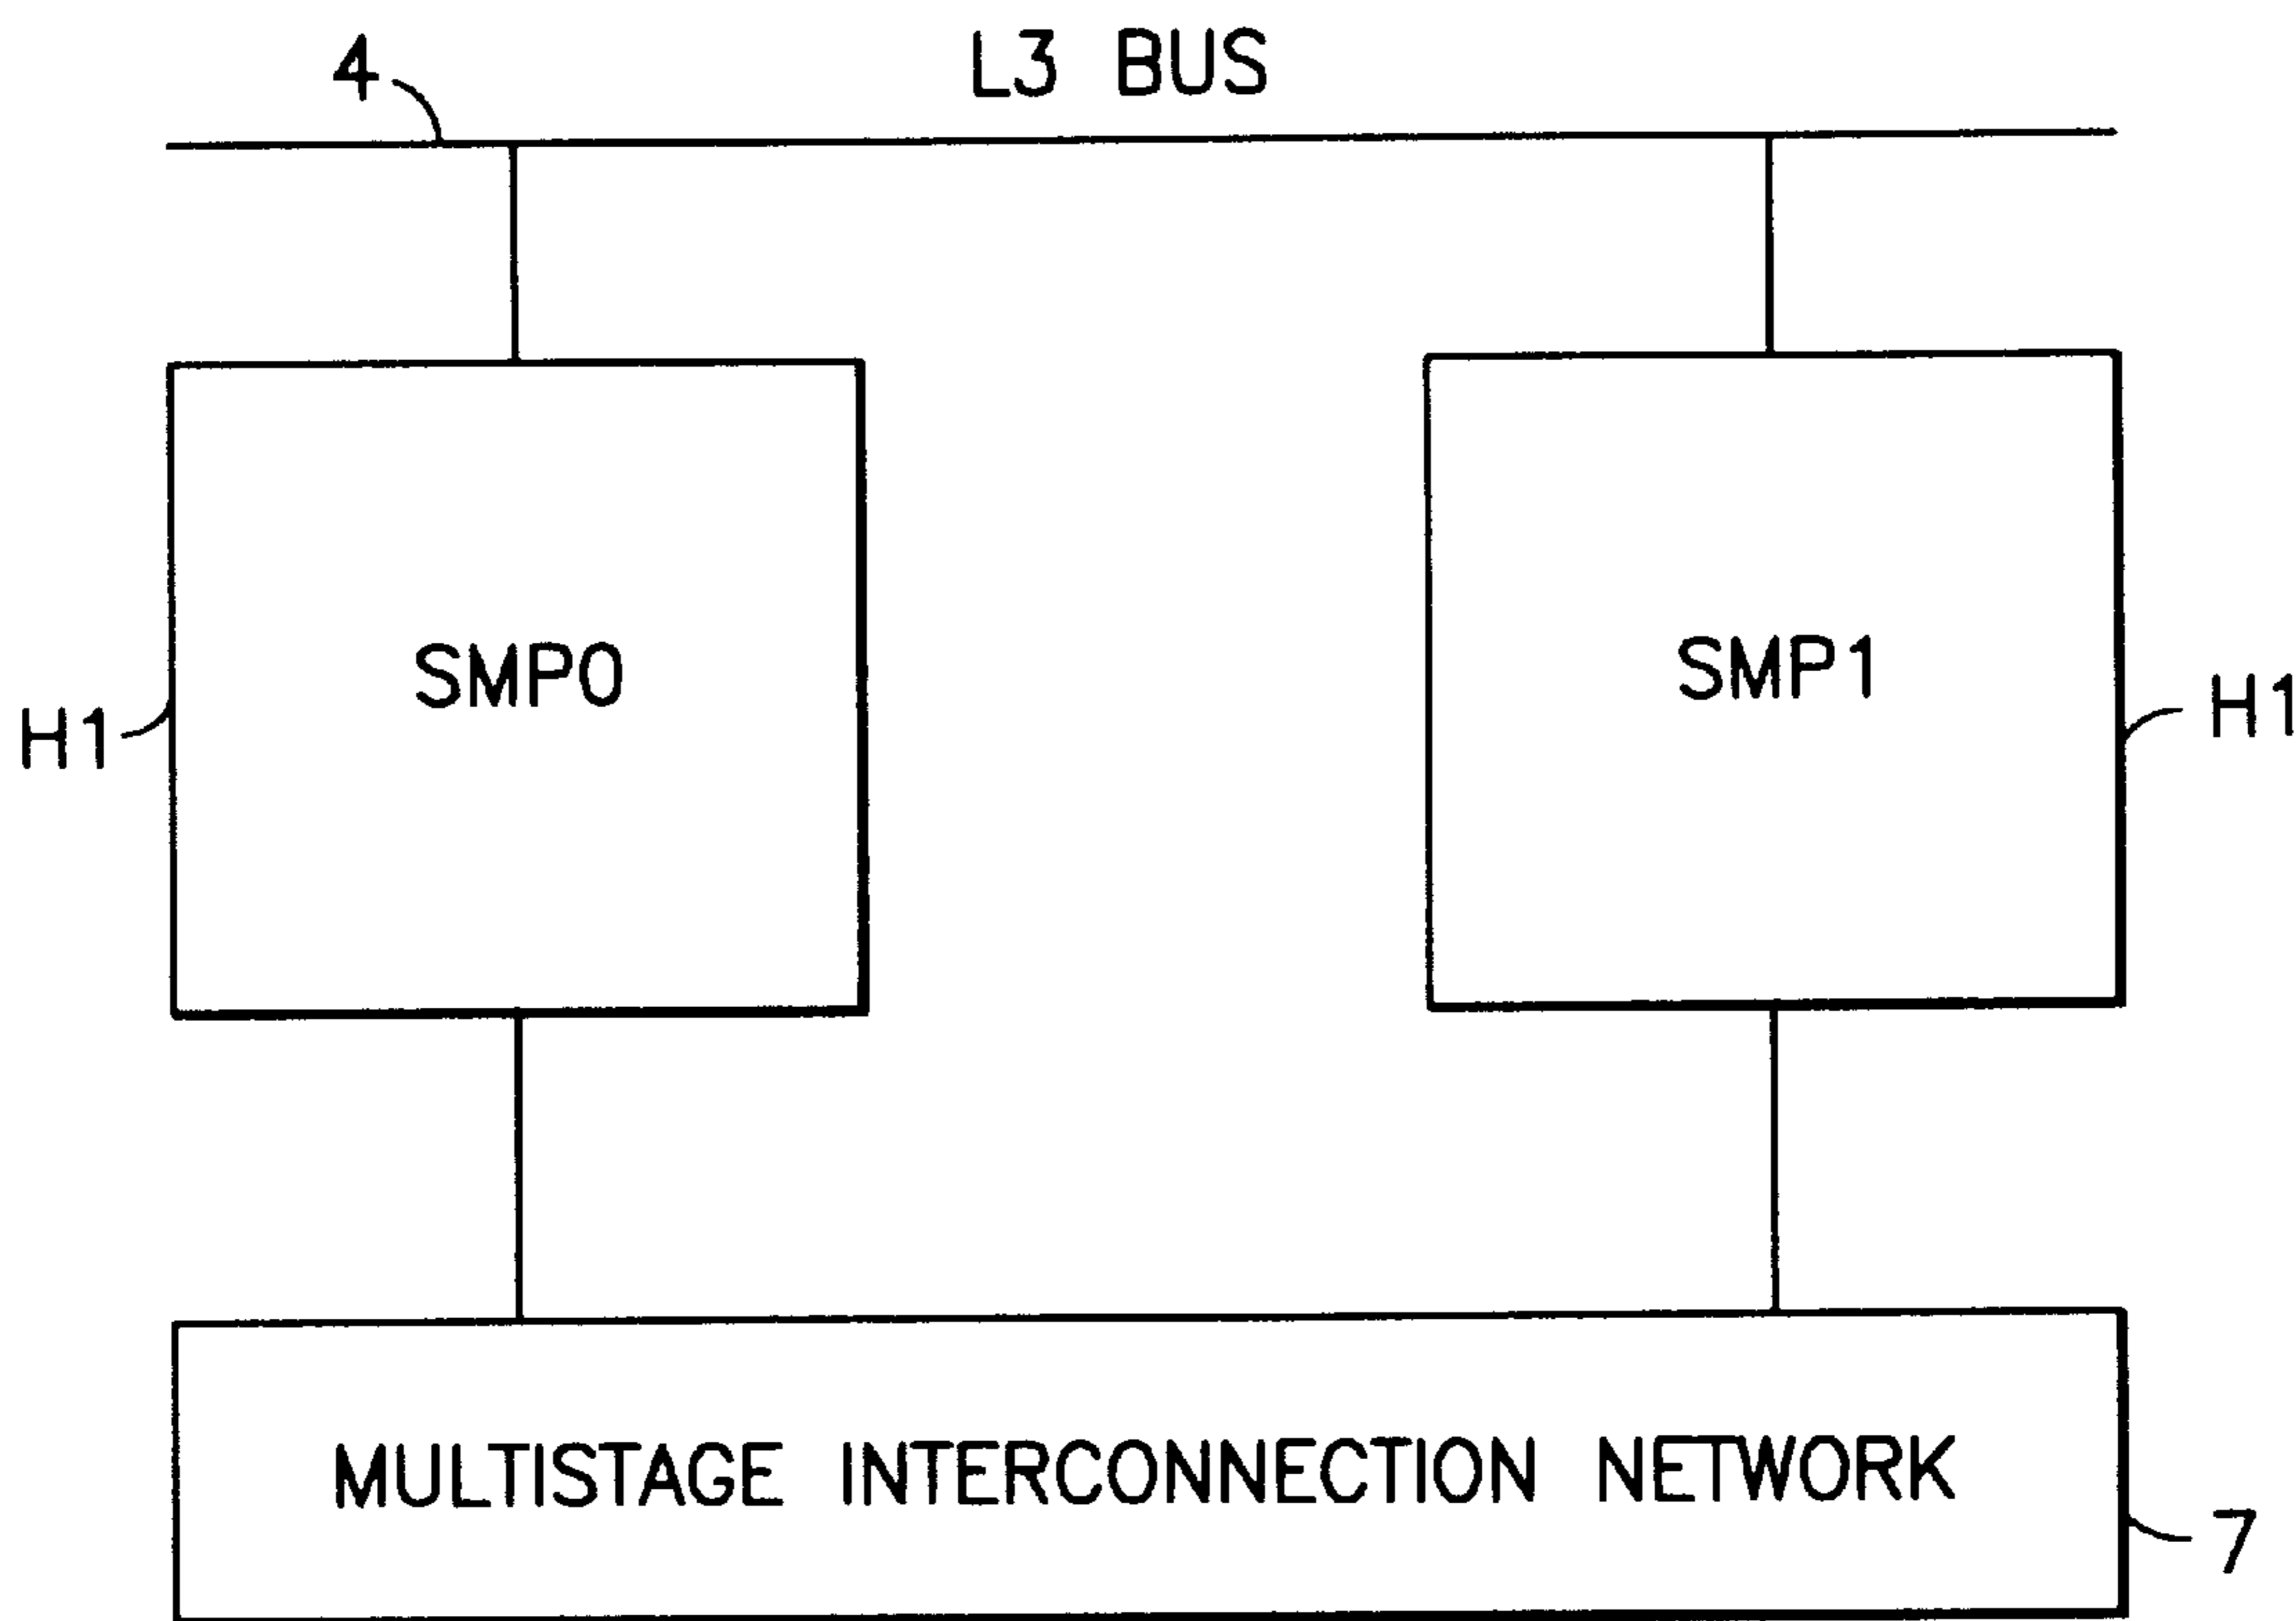 4
L3 BUS
SMP0
SMP1
H1
H1
MULTISTAGE INTERCONNECTION NETWORK
7